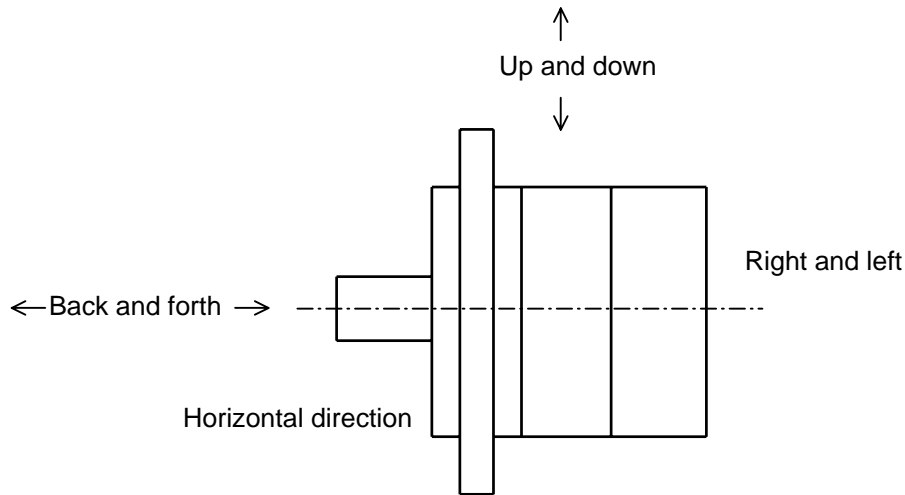 Up and down
Right and left
Back and forth
Horizontal direction